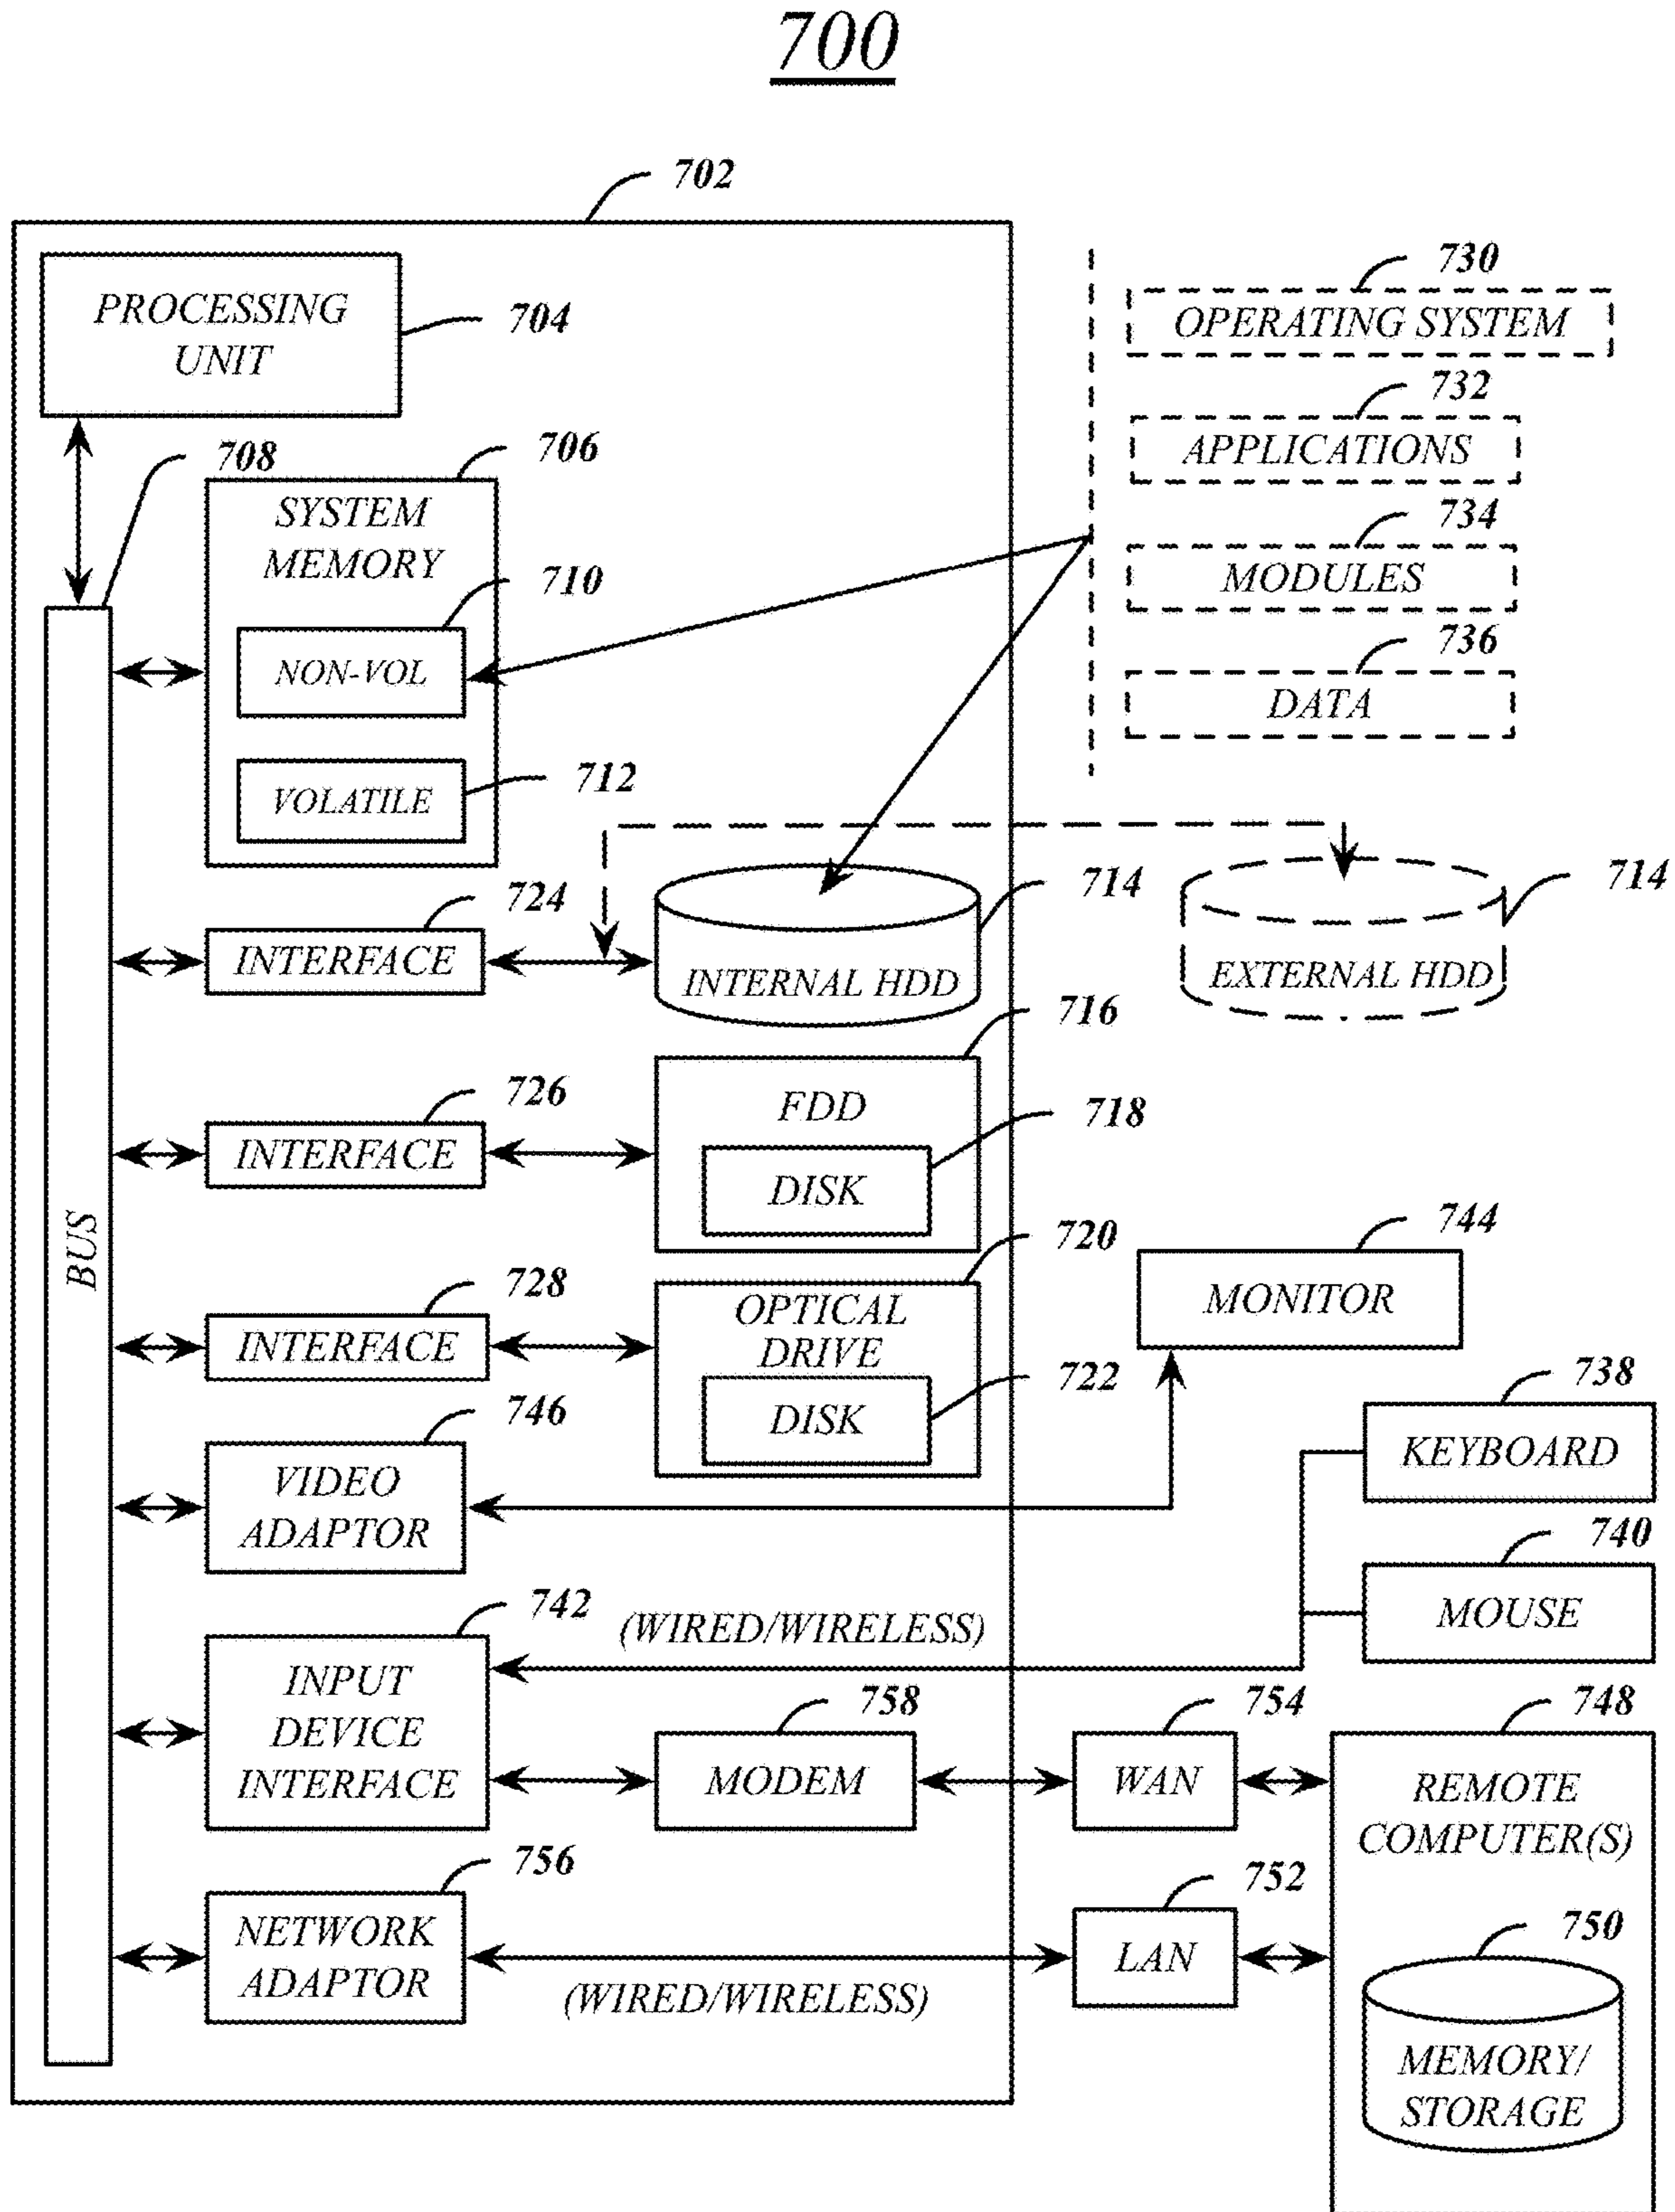 700
702
PROCESSING
UNIT
704
730
OPERATING SYSTEM
732
APPLICATIONS
734
MODULES
736
DATA
708
706
SYSTEM
MEMORY
710
NON-VOL
712
VOLATILE
724
INTERFACE
714
INTERNAL HDD
714
EXTERNAL HDD
716
FDD
718
DISK
726
INTERFACE
BUS
720
OPTICAL
DRIVE
722
DISK
728
INTERFACE
744
MONITOR
746
VIDEO
ADAPTOR
738
KEYBOARD
740
MOUSE
742
INPUT
DEVICE
INTERFACE
(WIRED/WIRELESS)
758
MODEM
754
WAN
748
REMOTE
COMPUTER(S)
756
NETWORK
ADAPTOR
(WIRED/WIRELESS)
752
LAN
750
MEMORY/
STORAGE